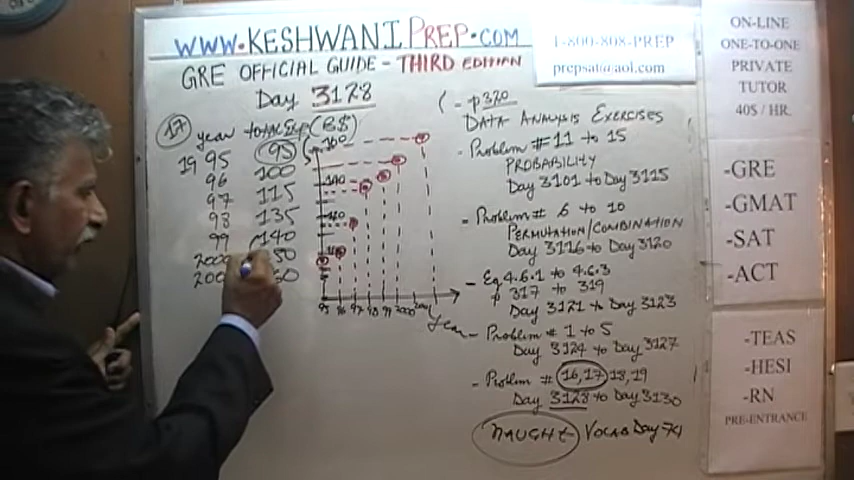 WWW.KESHWANIPREP.COM
GRE OFFICIAL GUIDE - THIRD EDITION
Day 3128
17 year total Exp (B$)
1995 95
96 100
97 115
98 135
99 140
2000 150
200 60
160
140
95 96 97 98 99 2000 2001
year
1-800-808-PREP
prepsat@aol.com
( - p320
DATA ANALYSIS EXERCISES
- Problem # 11 to 15
PROBABILITY
Day 3101 to Day 3115
- Problem # 6 to 10
PERMUTATION/COMBINATION
Day 3116 to Day 3120
- Eg 4.6.1 to 4.6.3
p 317 to 319
Day 3121 to Day 3123
- Problem # 1 to 5
Day 3124 to Day 3127
- Problem # 16,17 18,19
Day 3128 to Day 3130
NAUGHT VOCAB Day 74
ON-LINE
ONE-TO-ONE
PRIVATE
TUTOR
40$ / HR.
-GRE
-GMAT
-SAT
-ACT
-TEAS
-HESI
-RN
PRE-ENTRANCE